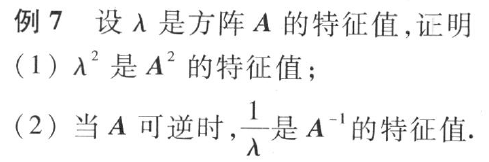 例 7 设 λ 是方阵 A 的特征值,证明
(1) λ² 是 A² 的特征值;
(2) 当 A 可逆时,1/λ 是 A⁻¹ 的特征值.